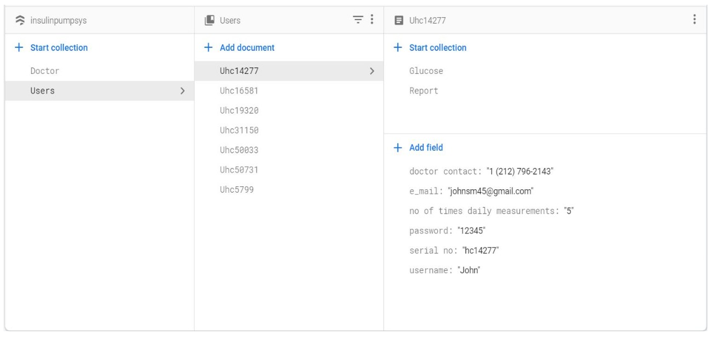 insulinpumpsys
+ Start collection
Doctor
Users
Users
+ Add document
Uhc14277
Uhc16581
Uhc19320
Uhc31150
Uhc50033
Uhc50731
Uhc5799
Uhc14277
+ Start collection
Glucose
Report
+ Add field
doctor contact: "1 (212) 796-2143"
e_mail: "johnsm45@gmail.com"
no of times daily measurements: "5"
password: "12345"
serial no: "hc14277"
username: "John"